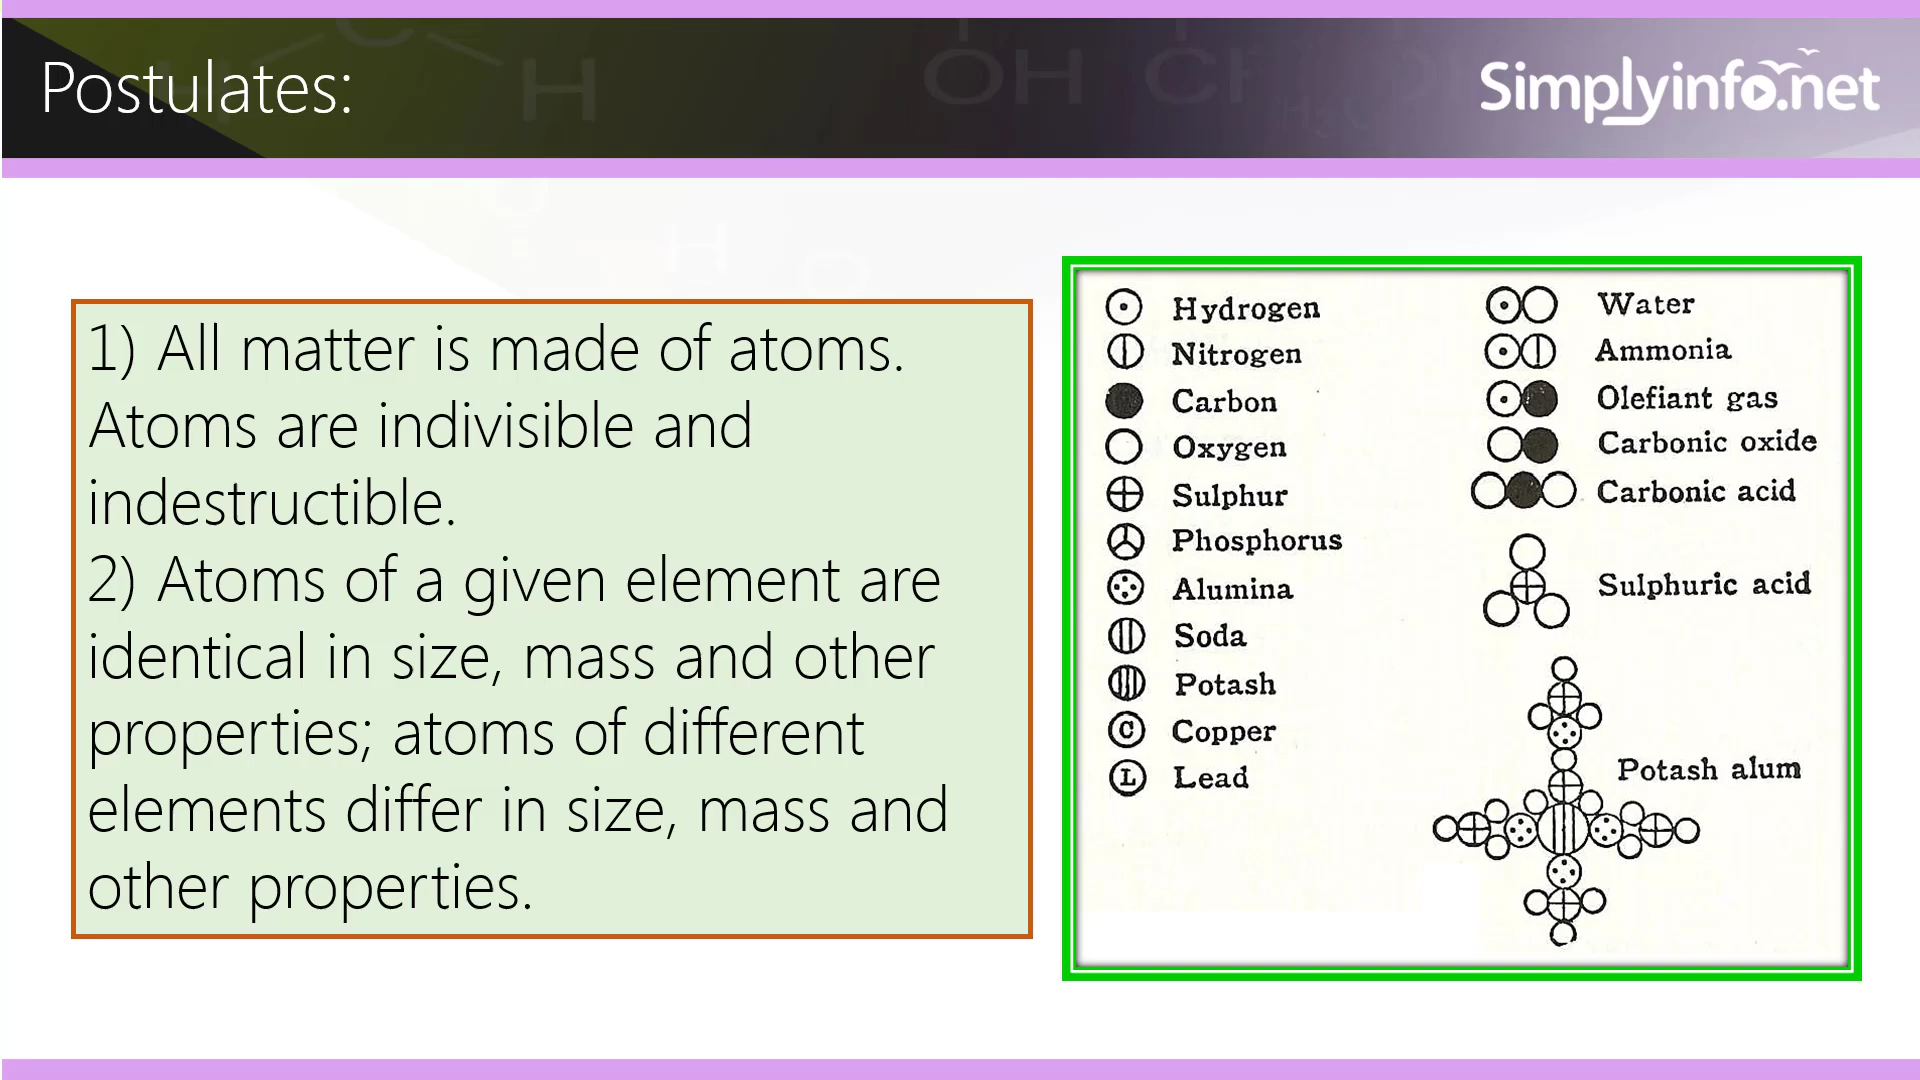 Postulates:
Simplyinfo.net
1) All matter is made of atoms.
Atoms are indivisible and
indestructible.
2) Atoms of a given element are
identical in size, mass and other
properties; atoms of different
elements differ in size, mass and
other properties.
Hydrogen
Nitrogen
Carbon
Oxygen
Sulphur
Phosphorus
Alumina
Soda
Potash
C Copper
L Lead
Water
Ammonia
Olefiant gas
Carbonic oxide
Carbonic acid
Sulphuric acid
Potash alum